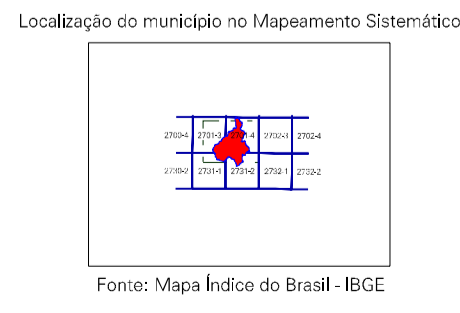 Localização do município no Mapeamento Sistemático
2700-4 2701-3 2702-3 2702-4
2730-2 2731-1 2731-2 2732-1 2732-2
Fonte: Mapa Índice do Brasil - IBGE